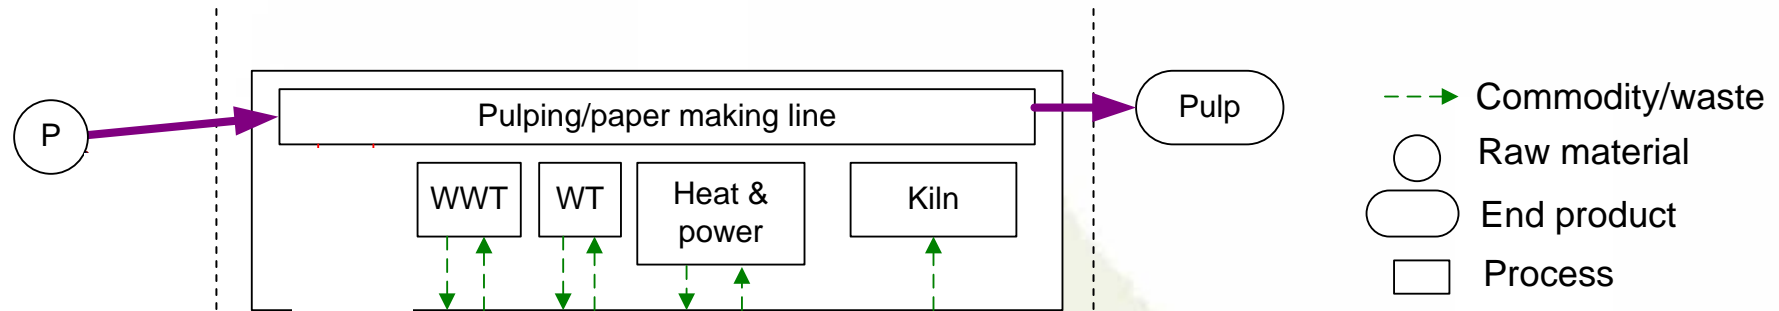 P
Pulping/paper making line
Pulp
WWT
WT
Heat &
power
Kiln
Commodity/waste
Raw material
End product
Process